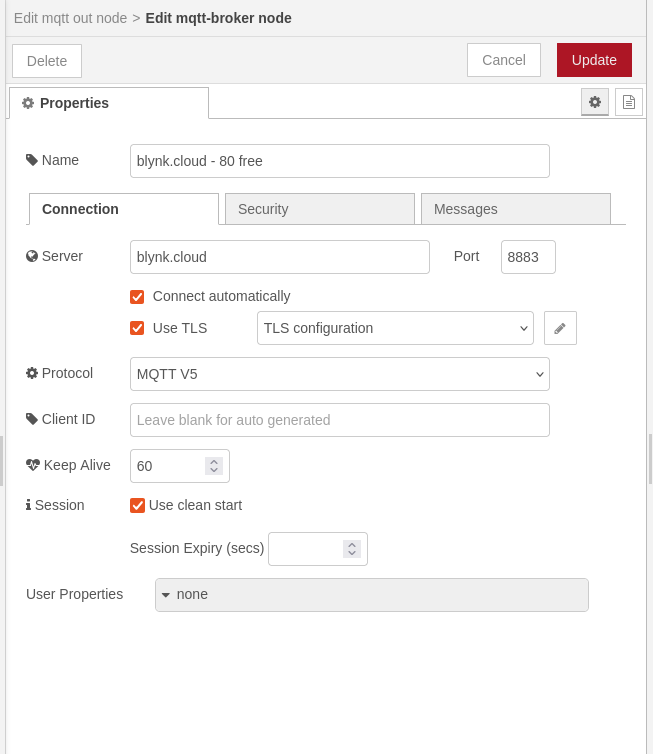 Edit mqtt out node > Edit mqtt-broker node
Delete Cancel Update
Properties
Name blynk.cloud - 80 free
Connection Security Messages
Server blynk.cloud Port 8883
Connect automatically
Use TLS TLS configuration
Protocol MQTT V5
Client ID Leave blank for auto generated
Keep Alive 60
Session Use clean start
Session Expiry (secs)
User Properties none